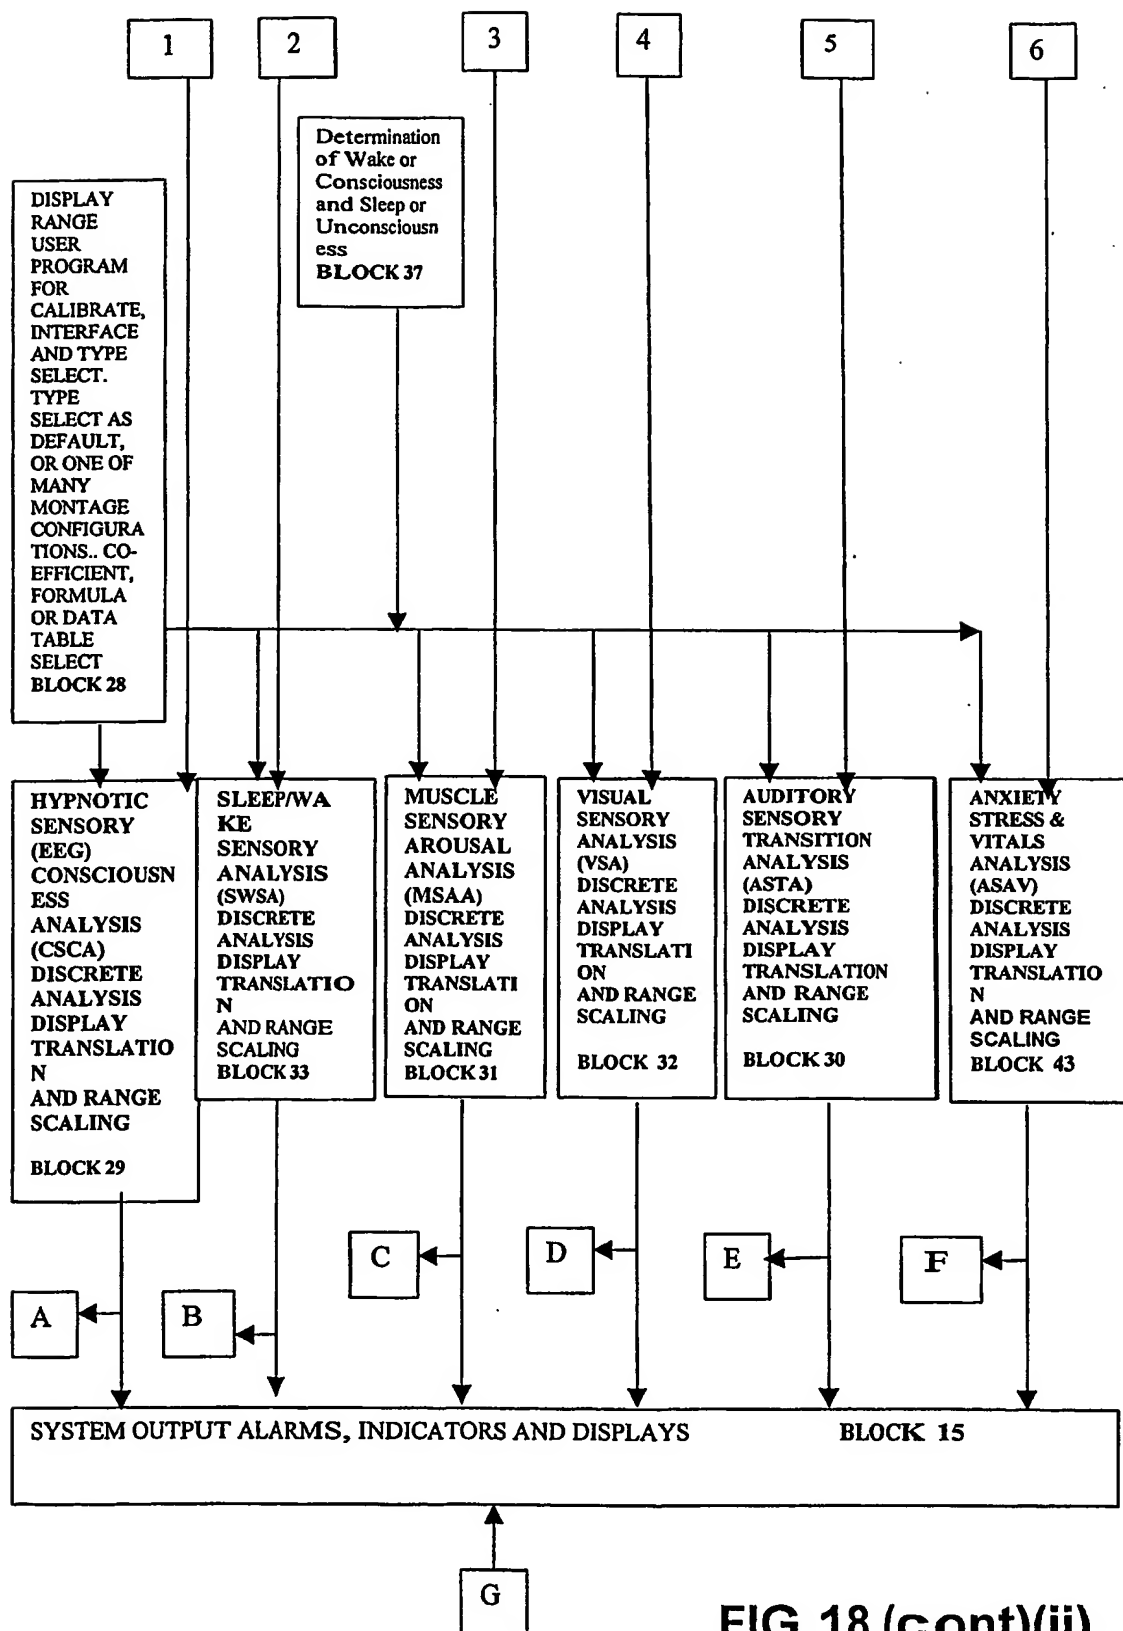 1
2
3
4
5
6
Determination
of Wake or
Consciousness
and Sleep or
Unconsciousn
ess
BLOCK 37
DISPLAY
RANGE
USER
PROGRAM
FOR
CALIBRATE,
INTERFACE
AND TYPE
SELECT.
TYPE
SELECT AS
DEFAULT,
OR ONE OF
MANY
MONTAGE
CONFIGURA
TIONS.. CO-
EFFICIENT,
FORMULA
OR DATA
TABLE
SELECT
BLOCK 28
HYPNOTIC
SENSORY
(EEG)
CONSCIOUSN
ESS
ANALYSIS
(CSCA)
DISCRETE
ANALYSIS
DISPLAY
TRANSLATIO
N
AND RANGE
SCALING
BLOCK 29
SLEEP/WA
KE
SENSORY
ANALYSIS
(SWSA)
DISCRETE
ANALYSIS
DISPLAY
TRANSLATIO
N
AND RANGE
SCALING
BLOCK 33
MUSCLE
SENSORY
AROUSAL
ANALYSIS
(MSAA)
DISCRETE
ANALYSIS
DISPLAY
TRANSLATI
ON
AND RANGE
SCALING
BLOCK 31
VISUAL
SENSORY
ANALYSIS
(VSA)
DISCRETE
ANALYSIS
DISPLAY
TRANSLATI
ON
AND RANGE
SCALING
BLOCK 32
AUDITORY
SENSORY
TRANSITION
ANALYSIS
(ASTA)
DISCRETE
ANALYSIS
DISPLAY
TRANSLATION
AND RANGE
SCALING
BLOCK 30
ANXIETY
STRESS &
VITALS
ANALYSIS
(ASAV)
DISCRETE
ANALYSIS
DISPLAY
TRANSLATIO
N
AND RANGE
SCALING
BLOCK 43
A
B
C
D
E
F
SYSTEM OUTPUT ALARMS, INDICATORS AND DISPLAYS BLOCK 15
G
FIG 18 (cont)(ii)